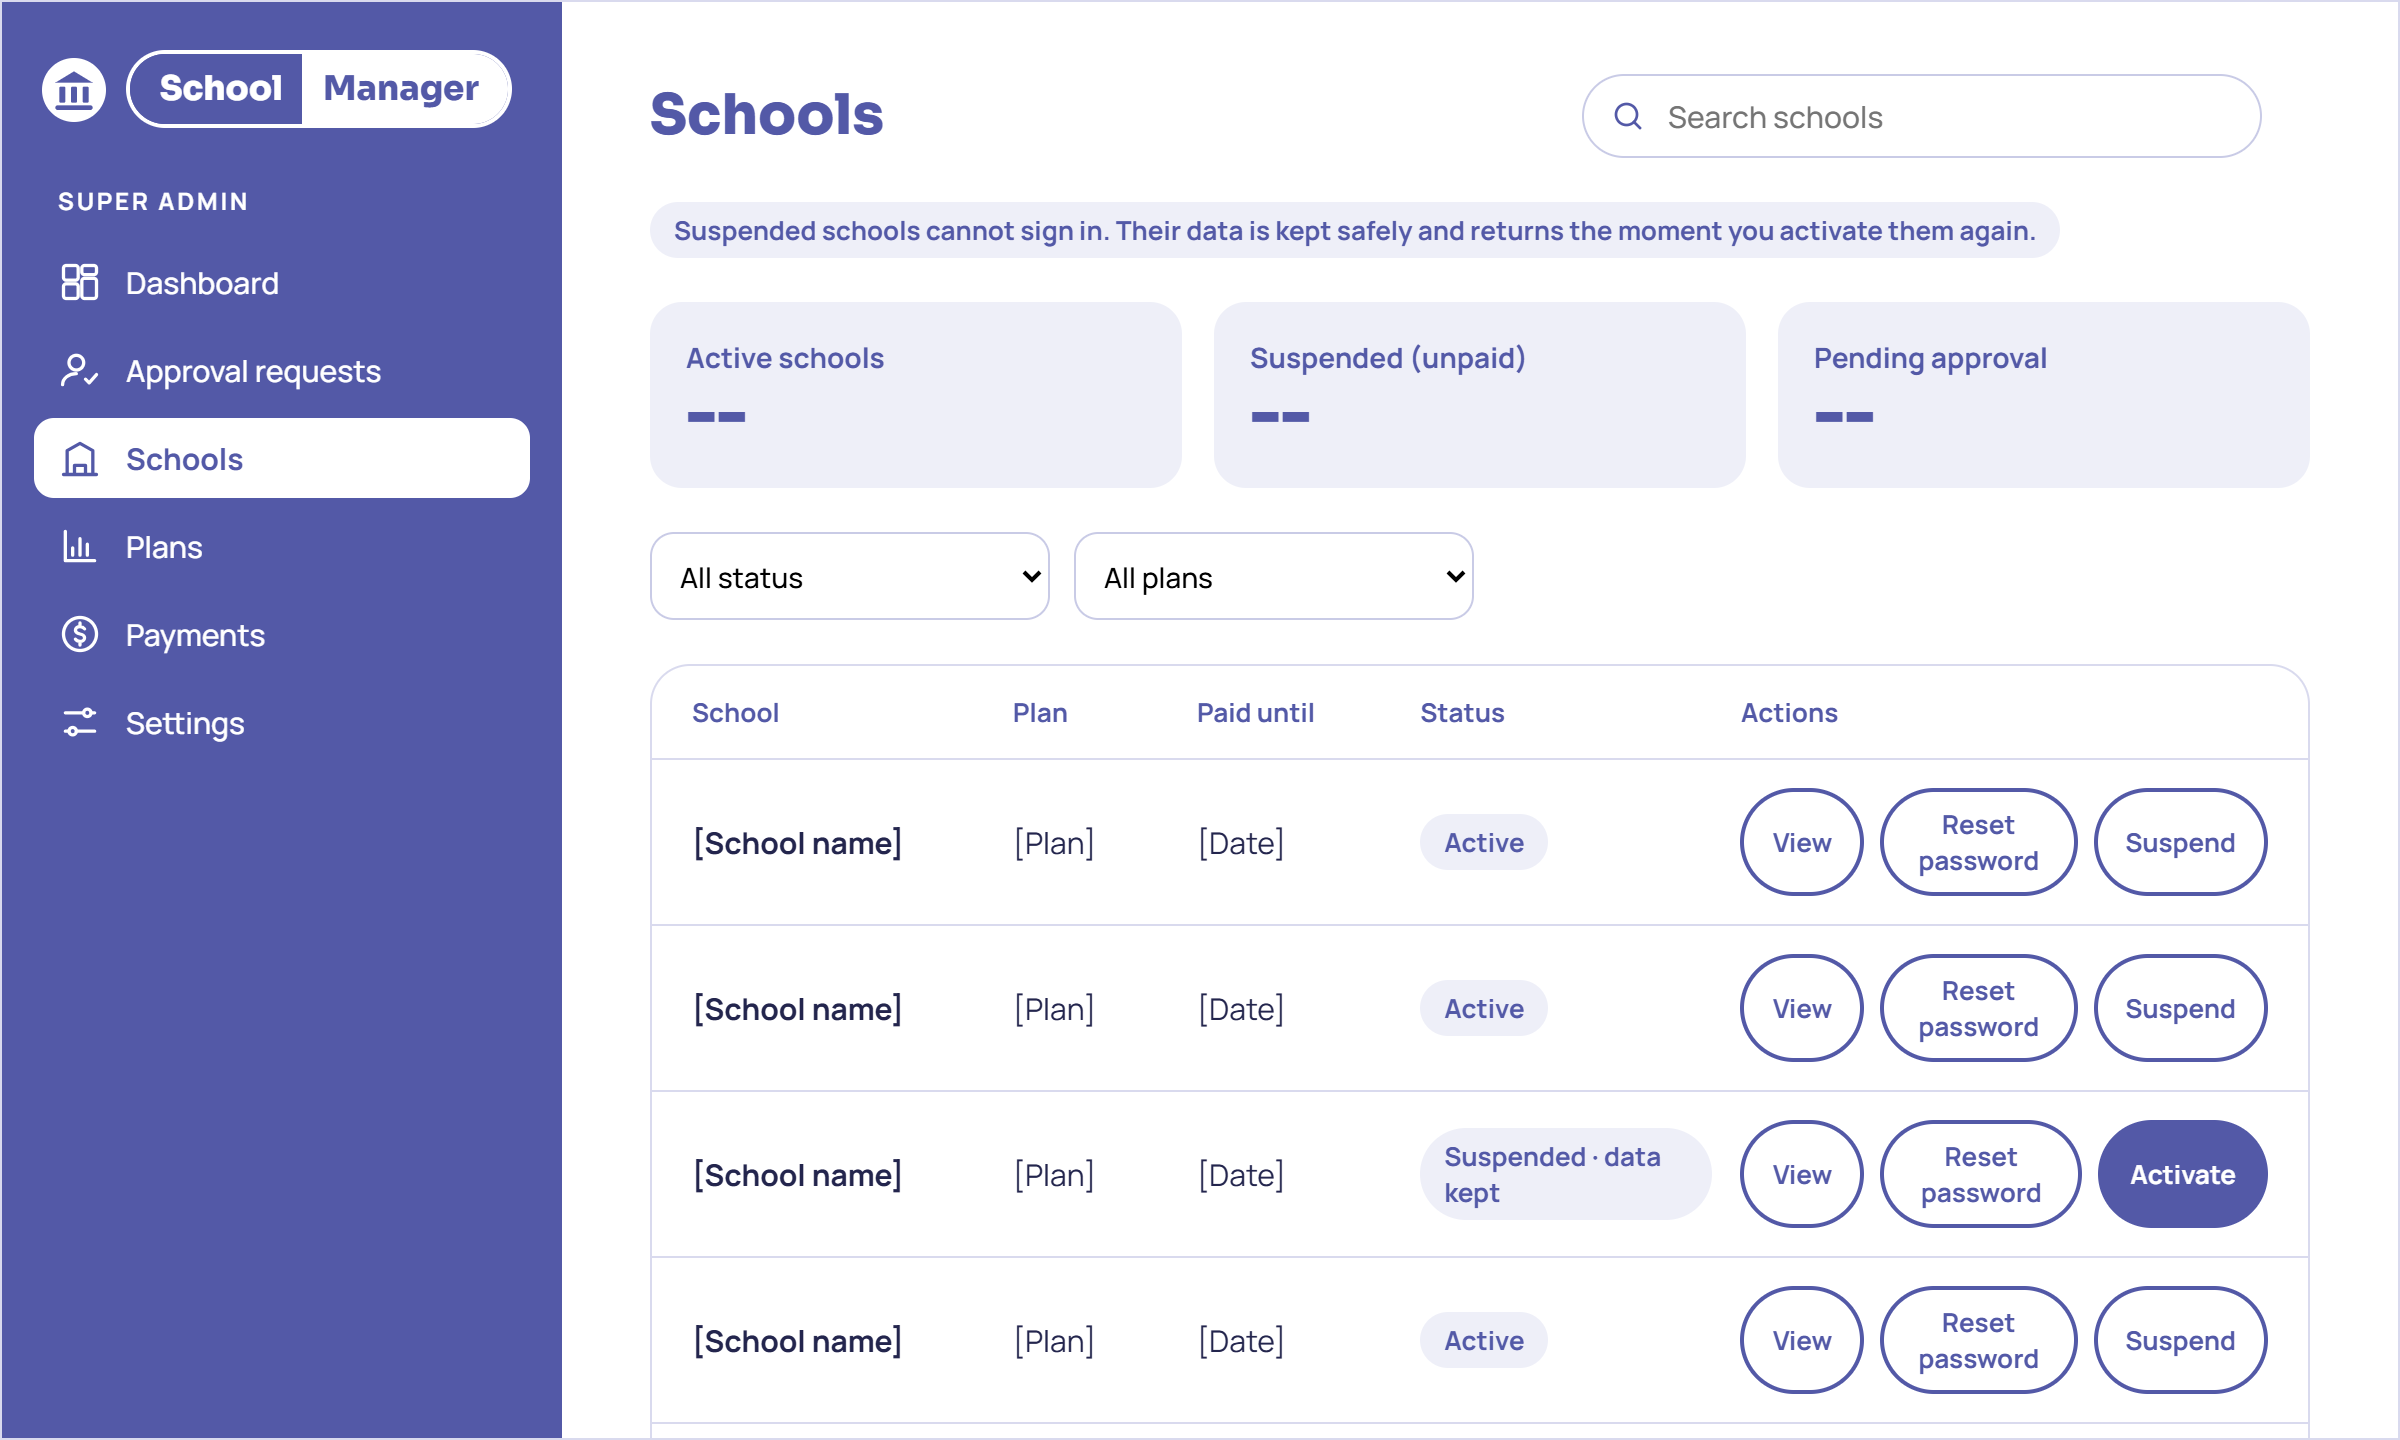 School Manager
SUPER ADMIN
Dashboard
Approval requests
Schools
Plans
Payments
Settings
Schools
Search schools
Suspended schools cannot sign in. Their data is kept safely and returns the moment you activate them again.
Active schools
--
Suspended (unpaid)
--
Pending approval
--
All status
All plans
School Plan Paid until Status Actions
[School name] [Plan] [Date] Active View Reset password Suspend
[School name] [Plan] [Date] Active View Reset password Suspend
[School name] [Plan] [Date] Suspended · data kept View Reset password Activate
[School name] [Plan] [Date] Active View Reset password Suspend